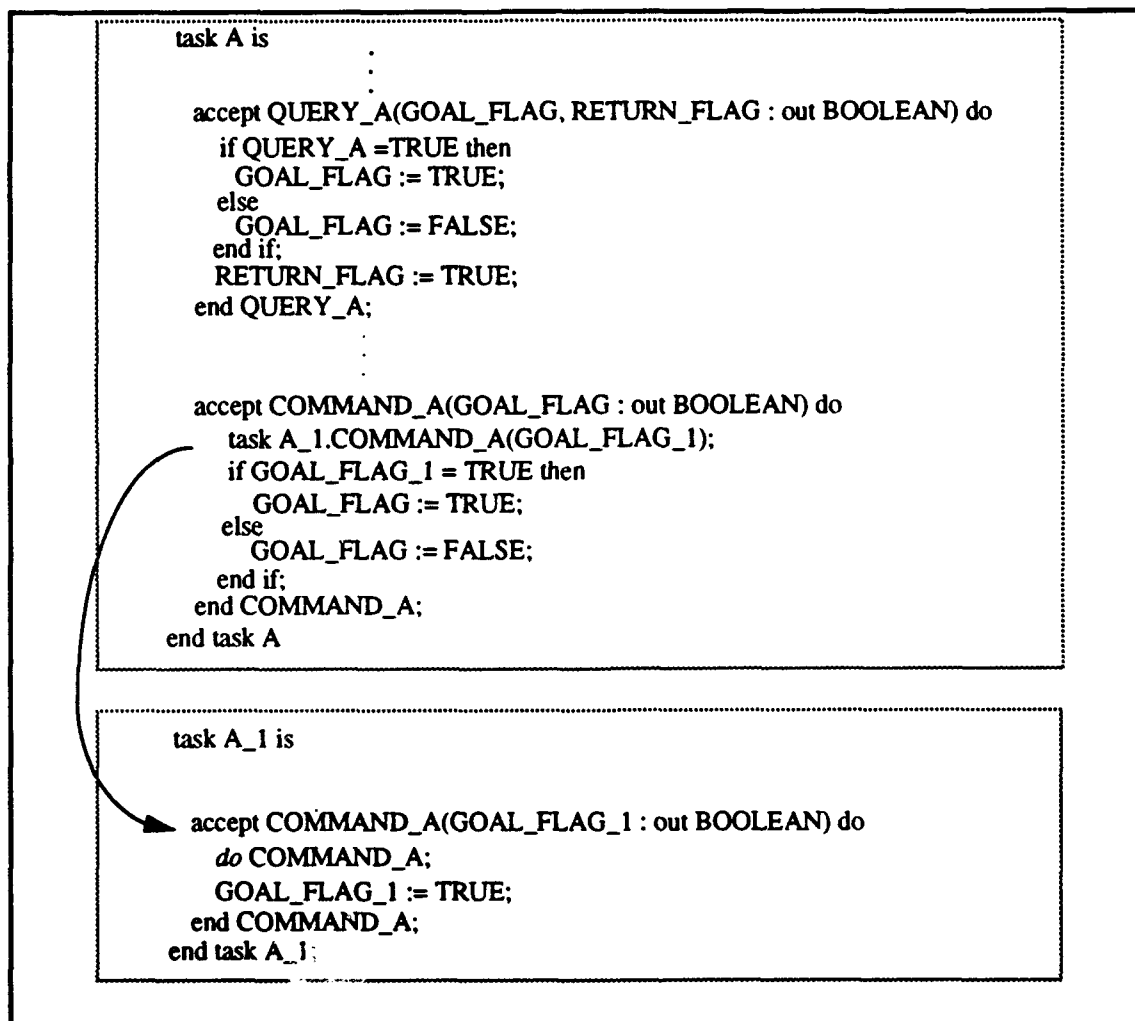 task A is
.
.
.
accept QUERY_A(GOAL_FLAG, RETURN_FLAG : out BOOLEAN) do
if QUERY_A =TRUE then
GOAL_FLAG := TRUE;
else
GOAL_FLAG := FALSE;
end if;
RETURN_FLAG := TRUE;
end QUERY_A;
.
.
.
accept COMMAND_A(GOAL_FLAG : out BOOLEAN) do
task A_1.COMMAND_A(GOAL_FLAG_1);
if GOAL_FLAG_1 = TRUE then
GOAL_FLAG := TRUE;
else
GOAL_FLAG := FALSE;
end if;
end COMMAND_A;
end task A
task A_1 is
accept COMMAND_A(GOAL_FLAG_1 : out BOOLEAN) do
do COMMAND_A;
GOAL_FLAG_1 := TRUE;
end COMMAND_A;
end task A_1;